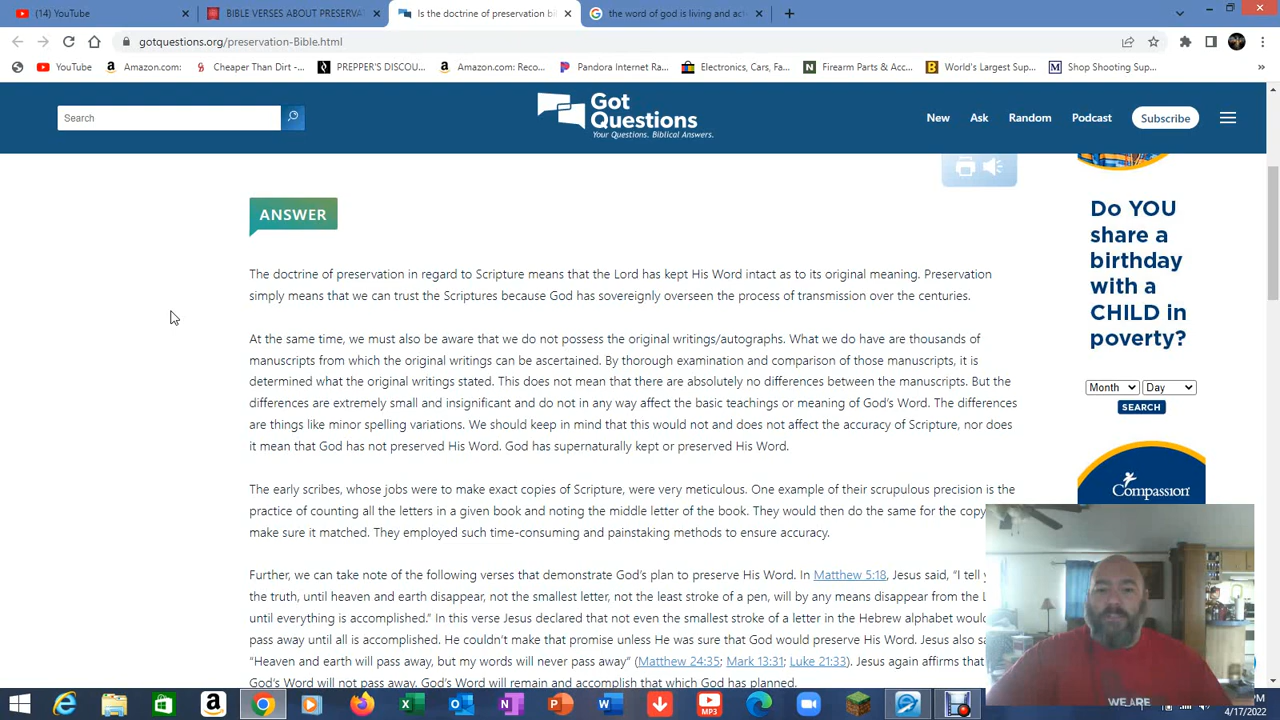 (14) YouTube
BIBLE VERSES ABOUT PRESERVAT
Is the doctrine of preservation bi
the word of god is living and act
gotquestions.org/preservation-Bible.html
YouTube
Amazon.com:
Cheaper Than Dirt -...
PREPPER'S DISCOU...
Amazon.com: Reco...
Pandora Internet Ra...
Electronics, Cars, Fa...
Firearm Parts & Acc...
World's Largest Sup...
Shop Shooting Sup...
Search
Got
Questions
Your Questions. Biblical Answers.
New
Ask
Random
Podcast
Subscribe
ANSWER
The doctrine of preservation in regard to Scripture means that the Lord has kept His Word intact as to its original meaning. Preservation
simply means that we can trust the Scriptures because God has sovereignly overseen the process of transmission over the centuries.
At the same time, we must also be aware that we do not possess the original writings/autographs. What we do have are thousands of
manuscripts from which the original writings can be ascertained. By thorough examination and comparison of those manuscripts, it is
determined what the original writings stated. This does not mean that there are absolutely no differences between the manuscripts. But the
differences are extremely small and insignificant and do not in any way affect the basic teachings or meaning of God's Word. The differences
are things like minor spelling variations. We should keep in mind that this would not and does not affect the accuracy of Scripture, nor does
it mean that God has not preserved His Word. God has supernaturally kept or preserved His Word.
The early scribes, whose jobs were to make exact copies of Scripture, were very meticulous. One example of their scrupulous precision is the
practice of counting all the letters in a given book and noting the middle letter of the book. They would then do the same for the copy
make sure it matched. They employed such time-consuming and painstaking methods to ensure accuracy.
Further, we can take note of the following verses that demonstrate God's plan to preserve His Word. In Matthew 5:18, Jesus said, "I tell
the truth, until heaven and earth disappear, not the smallest letter, not the least stroke of a pen, will by any means disappear from the
until everything is accomplished." In this verse Jesus declared that not even the smallest stroke of a letter in the Hebrew alphabet would
pass away until all is accomplished. He couldn't make that promise unless He was sure that God would preserve His Word. Jesus also
"Heaven and earth will pass away, but my words will never pass away" (Matthew 24:35; Mark 13:31; Luke 21:33). Jesus again affirms that
God's Word will not pass away. God's Word will remain and accomplish that which God has planned.
Do YOU
share a
birthday
with a
CHILD in
poverty?
Month
Day
SEARCH
Compassion
WE ARE
MP3
4/17/2022